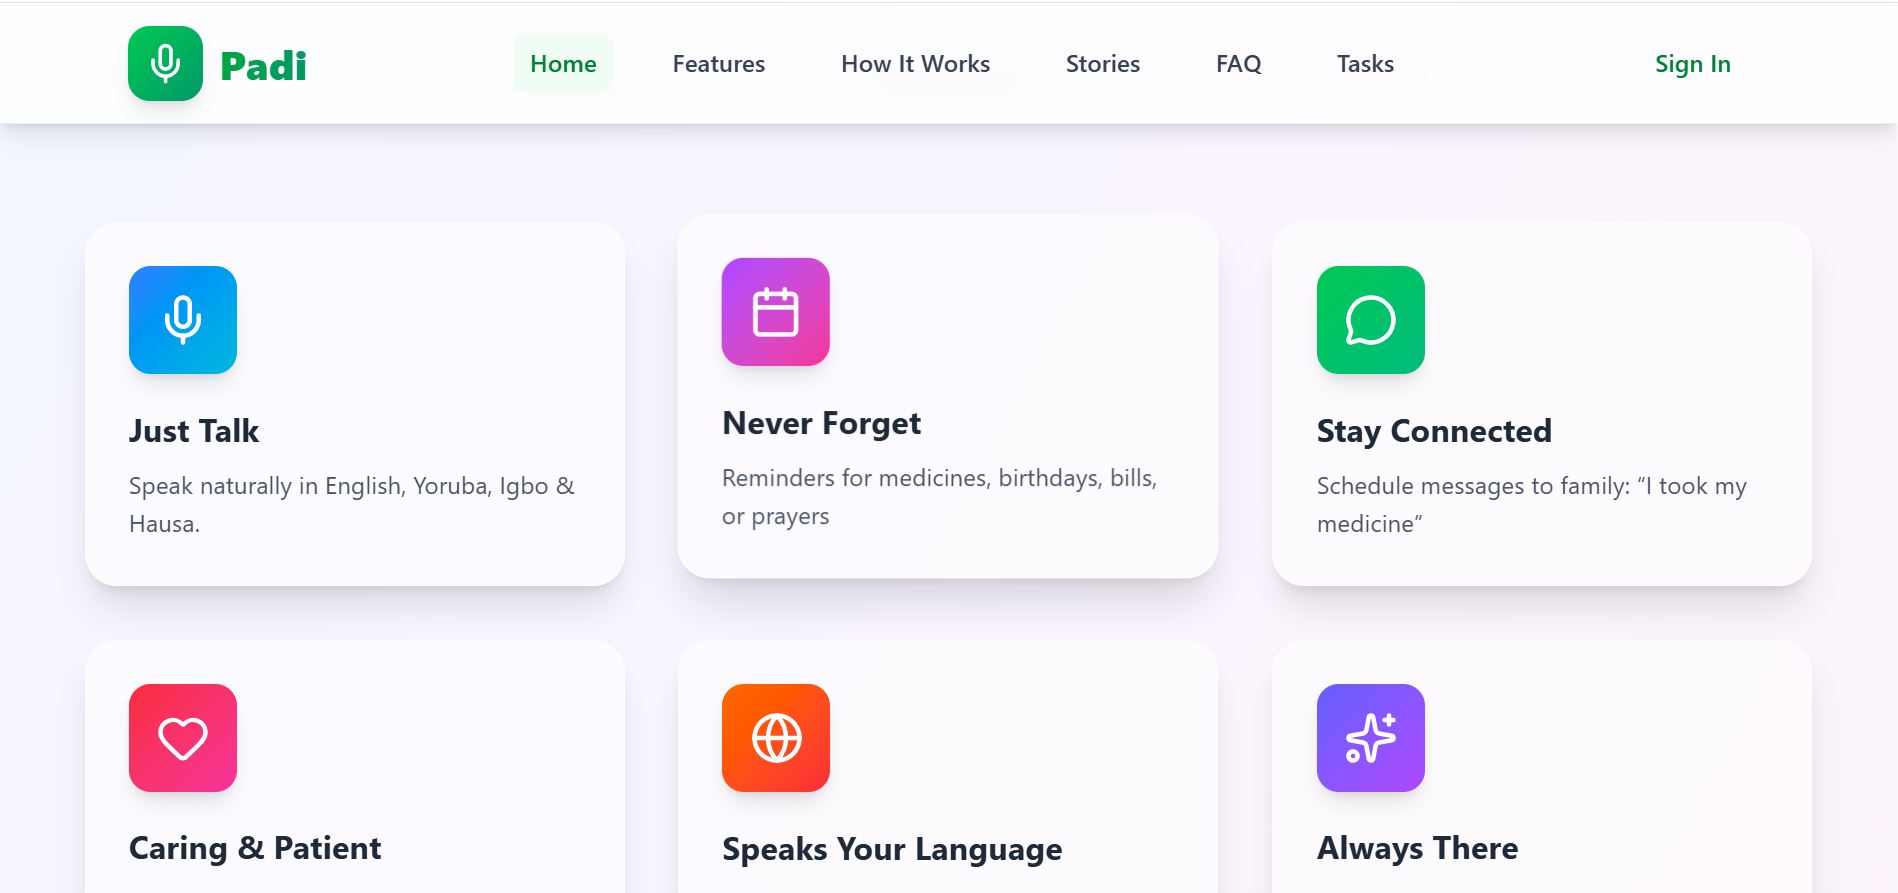 Padi
Home
Features
How It Works
Stories
FAQ
Tasks
Sign In
Just Talk
Speak naturally in English, Yoruba, Igbo &
Hausa.
Never Forget
Reminders for medicines, birthdays, bills,
or prayers
Stay Connected
Schedule messages to family: “I took my
medicine”
Caring & Patient
Speaks Your Language
Always There